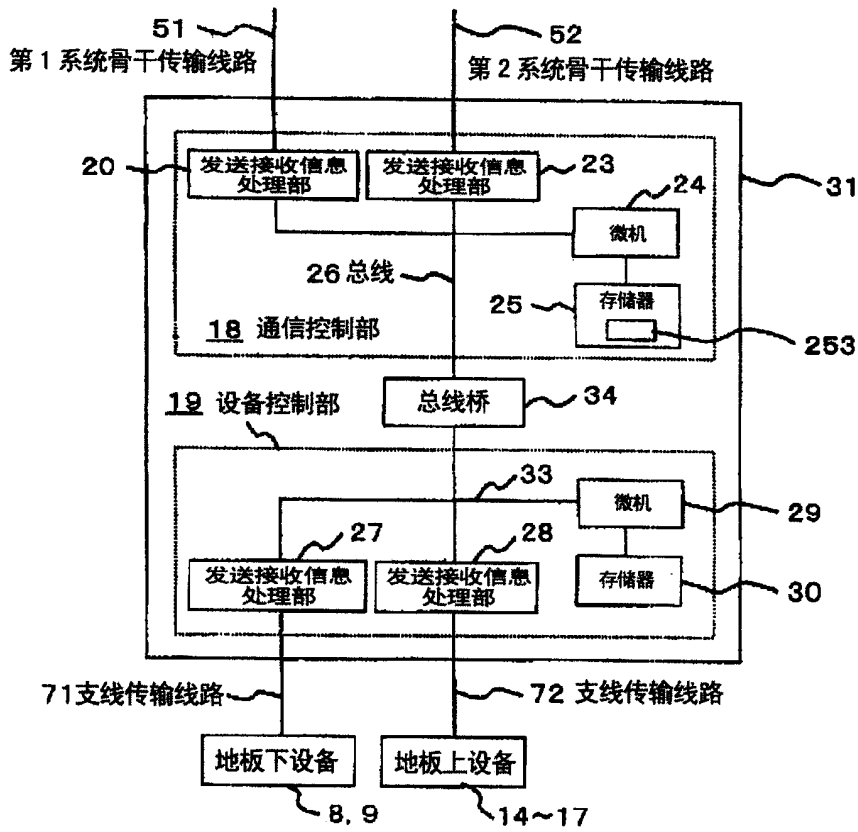 51
52
第1系统骨干传输线路
第2系统骨干传输线路
20
发送接收信息
处理部
发送接收信息
处理部
23
24
31
微机
26总线
25
存储器
18 通信控制部
253
总线桥
34
19 设备控制部
33
微机
29
27
28
发送接收信息
处理部
发送接收信息
处理部
存储器
30
71支线传输线路
72 支线传输线路
地板下设备
地板上设备
8, 9
14~17